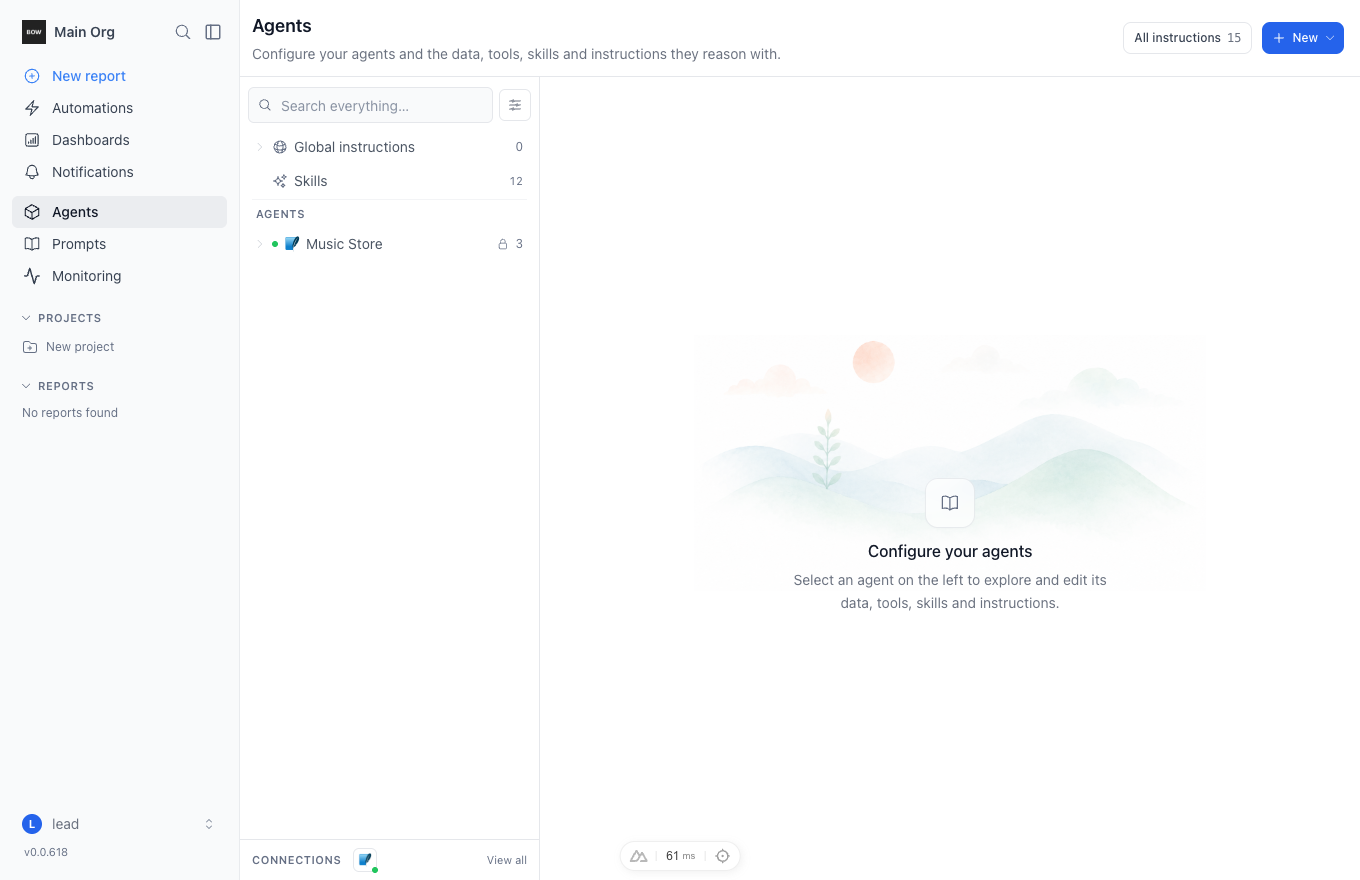 BOW
Main Org
New report
Automations
Dashboards
Notifications
Agents
Prompts
Monitoring
PROJECTS
New project
REPORTS
No reports found
L
lead
v0.0.618
Agents
Configure your agents and the data, tools, skills and instructions they reason with.
All instructions 15
New
Search everything...
Global instructions 0
Skills 12
AGENTS
Music Store 3
CONNECTIONS
View all
Configure your agents
Select an agent on the left to explore and edit its
data, tools, skills and instructions.
61 ms